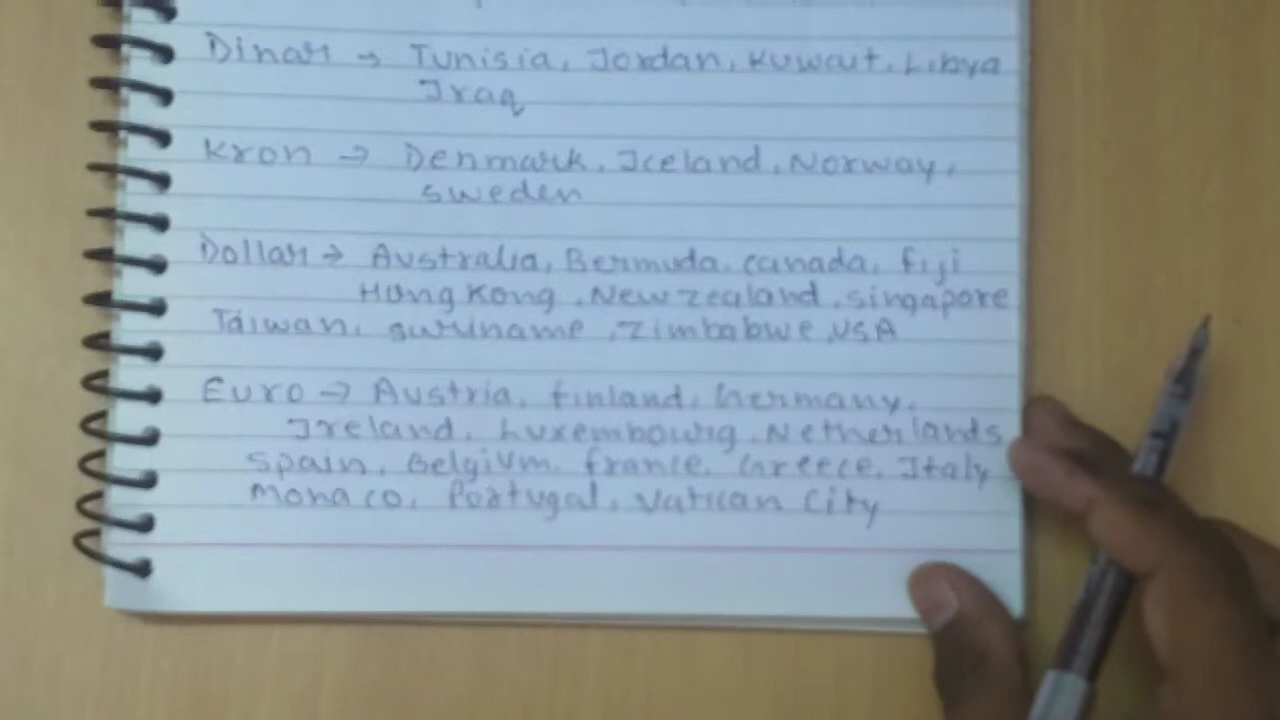 Dinar → Tunisia, Jordan, Kuwait, Libya
Iraq
Kron → Denmark, Iceland, Norway,
Sweden
Dollar → Australia, Bermuda, Canada, Fiji
Hong Kong, New Zealand, Singapore
Taiwan, Suriname, Zimbabwe, USA
Euro → Austria, Finland, Germany,
Ireland, Luxembourg, Netherlands,
Spain, Belgium, France, Greece, Italy
Monaco, Portugal, Vatican City